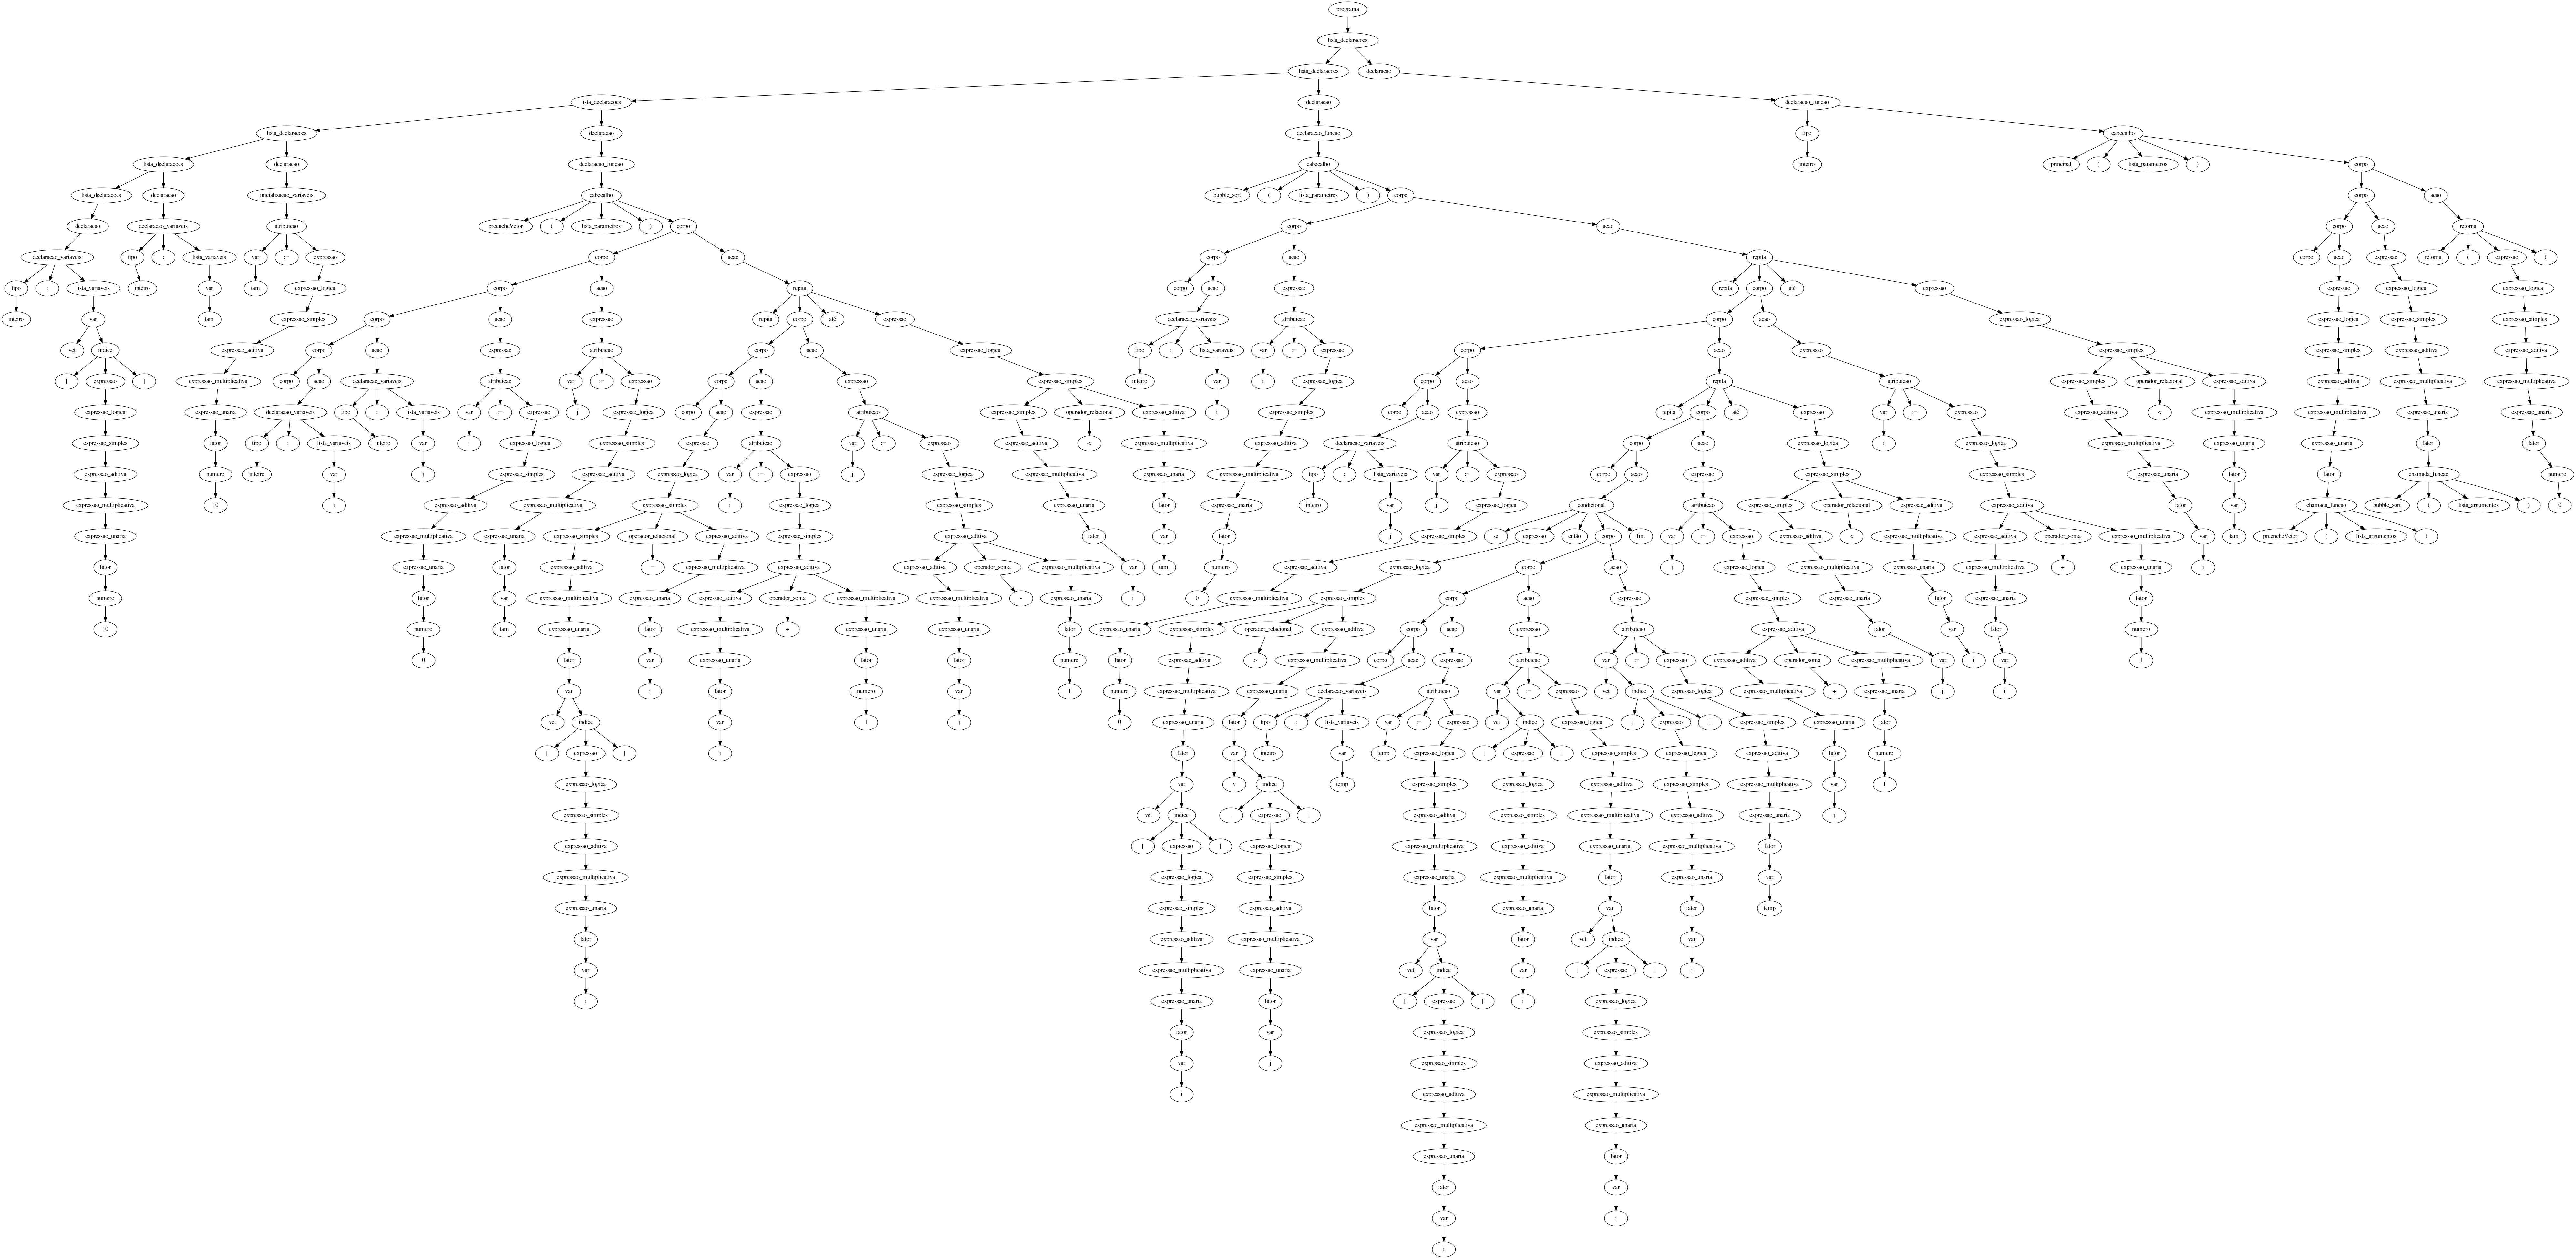 programa
lista_declaracoes
lista_declaracoes declaracao
lista_declaracoes declaracao declaracao_funcao
lista_declaracoes declaracao declaracao_funcao tipo cabecalho
lista_declaracoes declaracao declaracao_funcao cabecalho inteiro principal ( lista_parametros ) corpo
lista_declaracoes declaracao inicializacao_variaveis cabecalho bubble_sort ( lista_parametros ) corpo corpo acao
declaracao declaracao_variaveis atribuicao preencheVetor ( lista_parametros ) corpo corpo acao corpo acao retorna
declaracao_variaveis tipo : lista_variaveis var := expressao corpo acao corpo acao repita corpo acao expressao retorna ( expressao )
tipo : lista_variaveis inteiro var tam expressao_logica corpo acao repita corpo acao expressao repita corpo até expressao expressao expressao_logica expressao_logica
inteiro var tam expressao_simples corpo acao expressao repita corpo até expressao declaracao_variaveis atribuicao corpo acao expressao_logica expressao_logica expressao_simples expressao_simples
vet indice expressao_aditiva corpo acao expressao atribuicao corpo acao expressao_logica tipo : lista_variaveis var := expressao corpo acao expressao expressao_simples expressao_simples expressao_aditiva expressao_aditiva
[ expressao ] expressao_multiplicativa corpo acao declaracao_variaveis atribuicao var := expressao corpo acao expressao expressao_simples inteiro var i expressao_logica corpo acao repita atribuicao expressao_simples operador_relacional expressao_aditiva expressao_aditiva expressao_multiplicativa expressao_multiplicativa
expressao_logica expressao_unaria declaracao_variaveis tipo : lista_variaveis var := expressao j expressao_logica corpo acao expressao atribuicao expressao_simples operador_relacional expressao_aditiva i expressao_simples corpo acao expressao repita corpo até expressao var := expressao expressao_aditiva < expressao_multiplicativa expressao_multiplicativa expressao_unaria expressao_unaria
expressao_simples fator tipo : lista_variaveis inteiro var i expressao_logica expressao_simples expressao atribuicao var := expressao expressao_aditiva < expressao_multiplicativa expressao_aditiva declaracao_variaveis atribuicao corpo acao expressao_logica i expressao_logica expressao_multiplicativa expressao_unaria expressao_unaria fator fator
expressao_aditiva numero inteiro var j expressao_simples expressao_aditiva expressao_logica var := expressao j expressao_logica expressao_multiplicativa expressao_unaria expressao_multiplicativa tipo : lista_variaveis var := expressao corpo acao expressao expressao_simples expressao_simples expressao_unaria fator fator chamada_funcao numero
expressao_multiplicativa 10 i expressao_aditiva expressao_multiplicativa expressao_simples i expressao_logica expressao_simples expressao_unaria fator expressao_unaria inteiro var j expressao_logica condicional atribuicao expressao_simples operador_relacional expressao_aditiva expressao_aditiva fator var chamada_funcao bubble_sort ( lista_argumentos ) 0
expressao_unaria expressao_multiplicativa expressao_unaria expressao_simples operador_relacional expressao_aditiva expressao_simples expressao_aditiva fator var fator j expressao_simples se expressao então corpo fim var := expressao expressao_aditiva < expressao_multiplicativa expressao_aditiva operador_soma expressao_multiplicativa var tam preencheVetor ( lista_argumentos )
fator expressao_unaria fator expressao_aditiva = expressao_multiplicativa expressao_aditiva expressao_aditiva operador_soma expressao_multiplicativa var tam numero expressao_aditiva expressao_logica corpo acao j expressao_logica expressao_multiplicativa expressao_unaria expressao_multiplicativa + expressao_unaria i
numero fator var expressao_multiplicativa expressao_unaria expressao_aditiva operador_soma expressao_multiplicativa expressao_multiplicativa - expressao_unaria i 0 expressao_multiplicativa expressao_simples corpo acao expressao expressao_simples expressao_unaria fator expressao_unaria fator
10 numero tam expressao_unaria fator expressao_multiplicativa + expressao_unaria expressao_unaria fator expressao_unaria expressao_simples operador_relacional expressao_aditiva corpo acao expressao atribuicao expressao_aditiva fator var fator numero
0 fator var expressao_unaria fator fator numero fator expressao_aditiva > expressao_multiplicativa corpo acao expressao atribuicao var := expressao expressao_aditiva operador_soma expressao_multiplicativa var i var 1
var j fator numero var 1 numero expressao_multiplicativa expressao_unaria declaracao_variaveis atribuicao var := expressao vet indice expressao_logica expressao_multiplicativa + expressao_unaria j i
vet indice var 1 j 0 expressao_unaria fator tipo : lista_variaveis var := expressao vet indice expressao_logica [ expressao ] expressao_simples expressao_unaria fator
[ expressao ] i fator var inteiro var temp expressao_logica [ expressao ] expressao_simples expressao_logica expressao_aditiva fator numero
expressao_logica var v indice temp expressao_simples expressao_logica expressao_aditiva expressao_simples expressao_multiplicativa var 1
expressao_simples vet indice [ expressao ] expressao_aditiva expressao_simples expressao_multiplicativa expressao_aditiva expressao_unaria j
expressao_aditiva [ expressao ] expressao_logica expressao_multiplicativa expressao_aditiva expressao_unaria expressao_multiplicativa fator
expressao_multiplicativa expressao_logica expressao_simples expressao_unaria expressao_multiplicativa fator expressao_unaria var
expressao_unaria expressao_simples expressao_aditiva fator expressao_unaria var fator temp
fator expressao_aditiva expressao_multiplicativa var fator vet indice var
var expressao_multiplicativa expressao_unaria vet indice var [ expressao ] j
i expressao_unaria fator [ expressao ] i expressao_logica
fator var expressao_logica expressao_simples
var j expressao_simples expressao_aditiva
i expressao_aditiva expressao_multiplicativa
expressao_multiplicativa expressao_unaria
expressao_unaria fator
fator var
var j
i